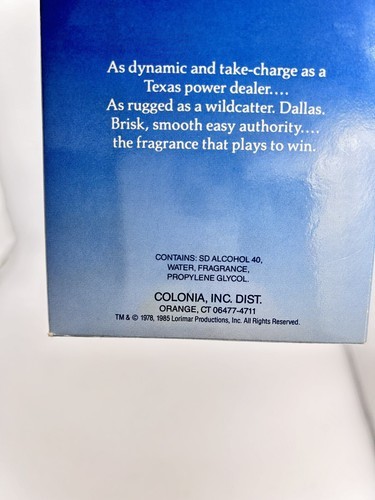 As dynamic and take-charge as a
Texas power dealer....
As rugged as a wildcatter. Dallas.
Brisk, smooth easy authority....
the fragrance that plays to win.
CONTAINS: SD ALCOHOL 40,
WATER, FRAGRANCE,
PROPYLENE GLYCOL.
COLONIA, INC. DIST.
ORANGE, CT 06477-4711
TM & © 1978, 1985 Lorimar Productions, Inc. All Rights Reserved.